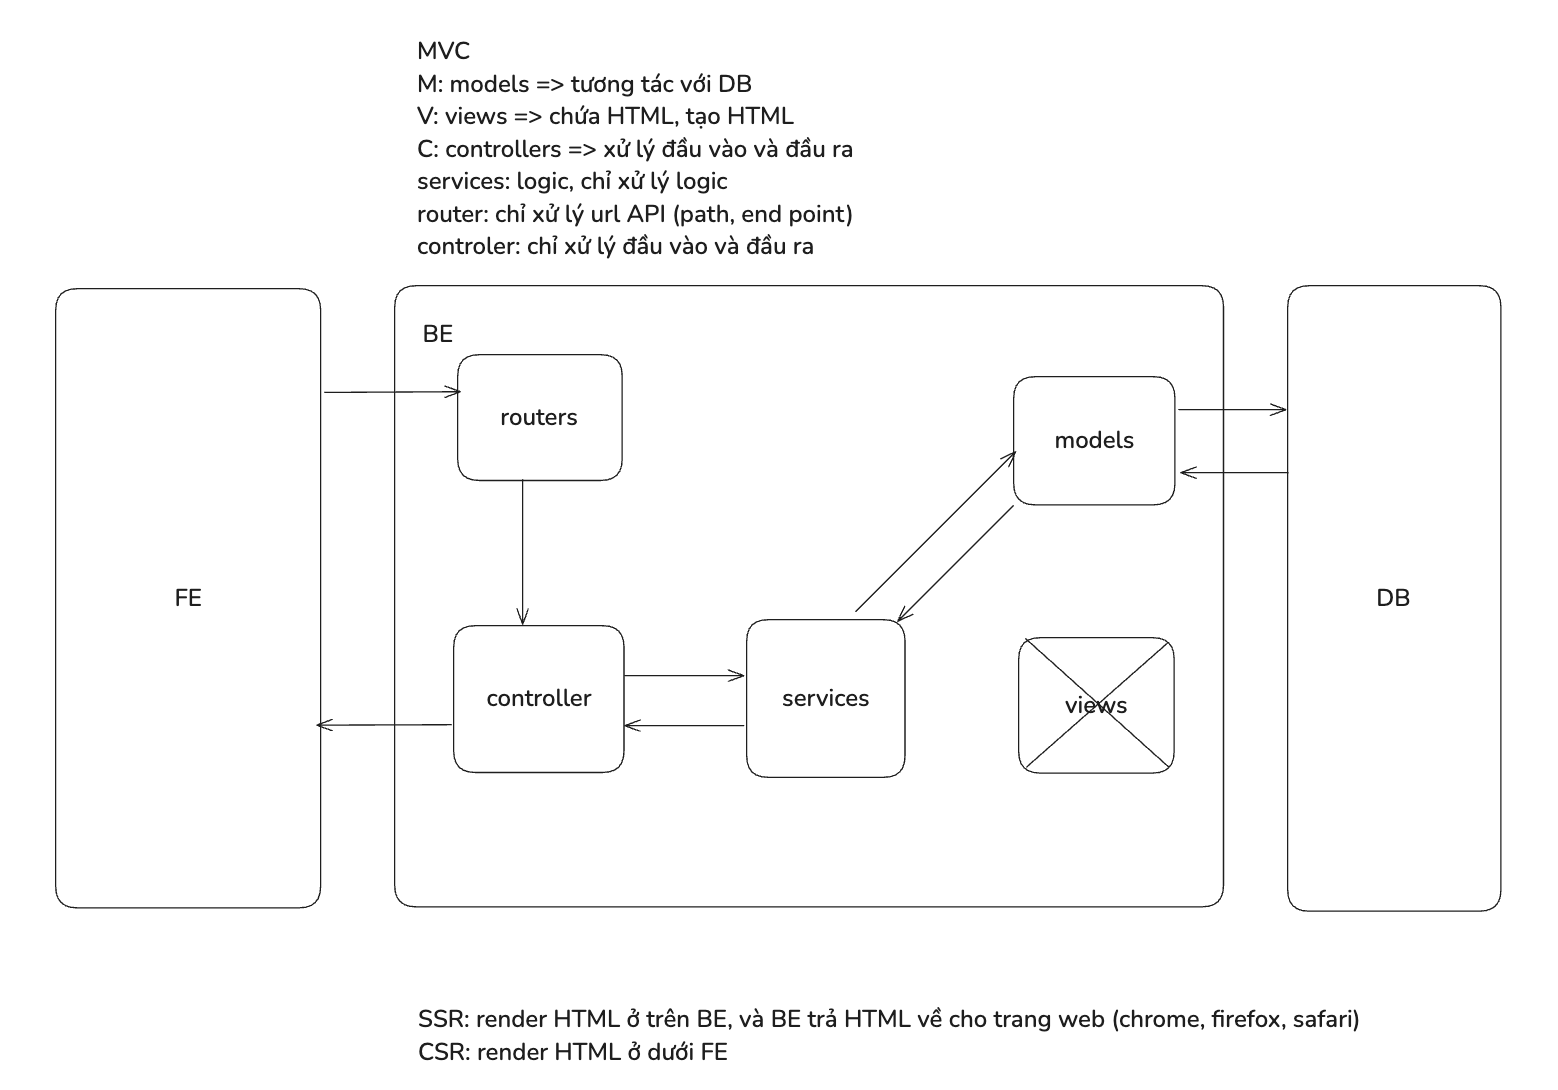 MVC
M: models => tương tác với DB
V: views => chứa HTML, tạo HTML
C: controllers => xử lý đầu vào và đầu ra
services: logic, chỉ xử lý logic
router: chỉ xử lý url API (path, end point)
controler: chỉ xử lý đầu vào và đầu ra
BE
routers
models
FE
DB
controller
services
views
SSR: render HTML ở trên BE, và BE trả HTML về cho trang web (chrome, firefox, safari)
CSR: render HTML ở dưới FE